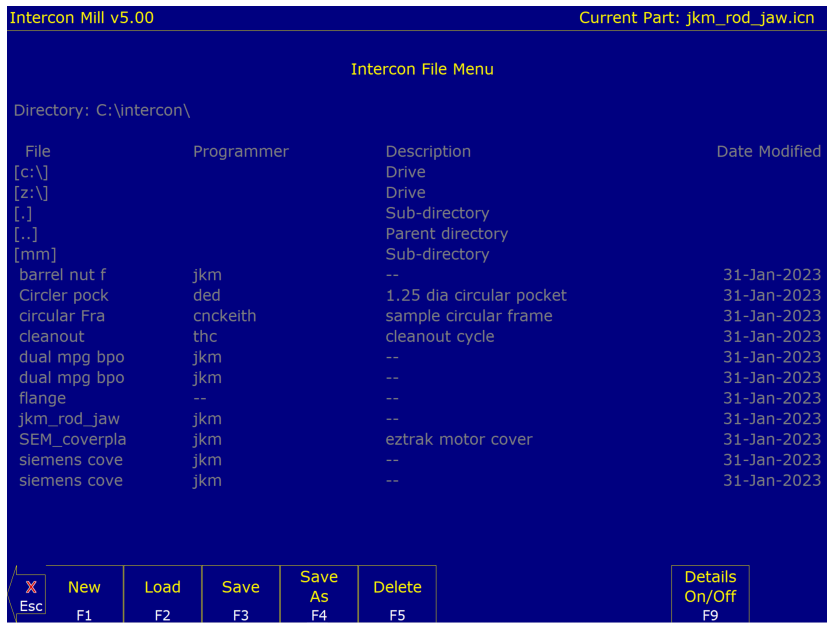 Intercon Mill v5.00 Current Part: jkm_rod_jaw.icn
Intercon File Menu
Directory: C:\intercon\
File Programmer Description Date Modified
[c:\] Drive
[z:\] Drive
[.] Sub-directory
[..] Parent directory
[mm] Sub-directory
barrel nut f jkm -- 31-Jan-2023
Circler pock ded 1.25 dia circular pocket 31-Jan-2023
circular Fra cnckeith sample circular frame 31-Jan-2023
cleanout thc cleanout cycle 31-Jan-2023
dual mpg bpo jkm -- 31-Jan-2023
dual mpg bpo jkm -- 31-Jan-2023
flange -- -- 31-Jan-2023
jkm_rod_jaw jkm -- 31-Jan-2023
SEM_coverpla jkm eztrak motor cover 31-Jan-2023
siemens cove jkm -- 31-Jan-2023
siemens cove jkm -- 31-Jan-2023
X Esc
New F1
Load F2
Save F3
Save As F4
Delete F5
Details On/Off F9